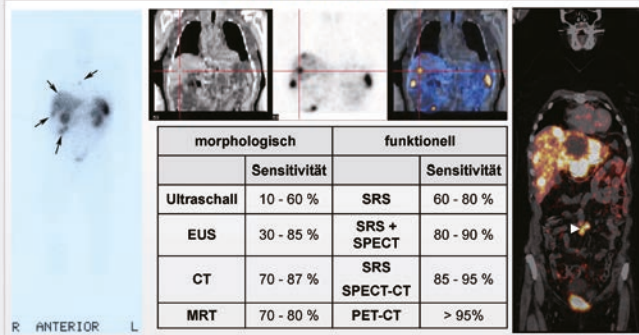 morphologisch funktionell
Sensitivität Sensitivität
Ultraschall 10 - 60 % SRS 60 - 80 %
EUS 30 - 85 % SRS +
SPECT 80 - 90 %
CT 70 - 87 % SRS
SPECT-CT 85 - 95 %
MRT 70 - 80 % PET-CT > 95%
R ANTERIOR L